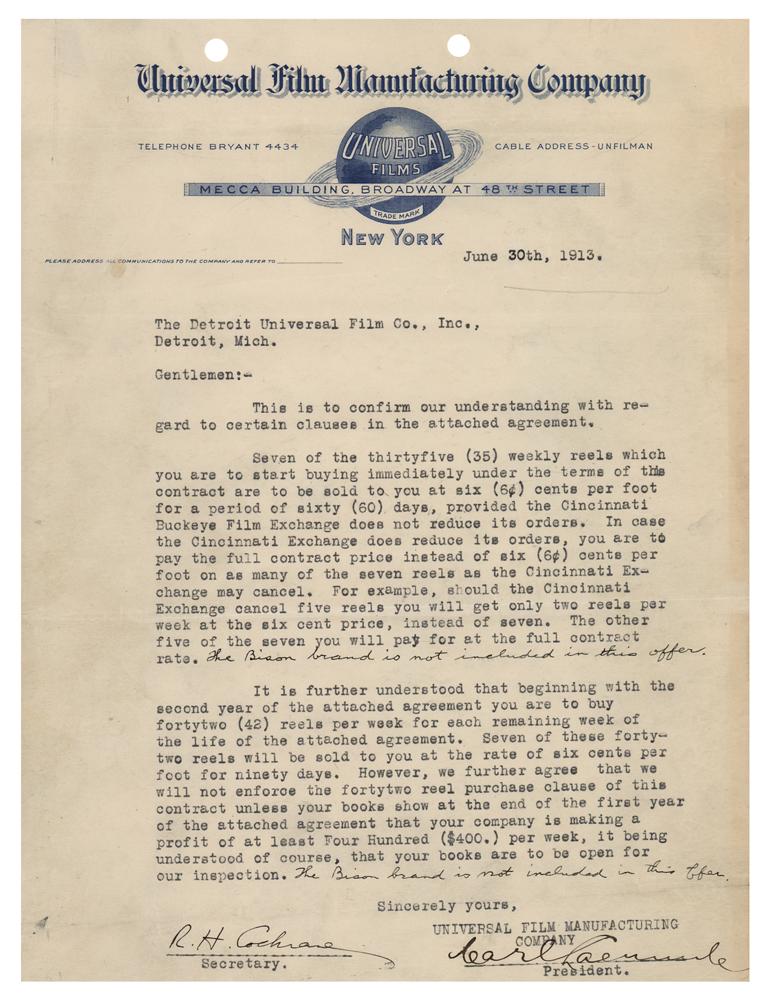 Universal Film Manufacturing Company
TELEPHONE BRYANT 4434
UNIVERSAL
FILMS
CABLE ADDRESS-UNFILMAN
MECCA BUILDING, BROADWAY AT 48TH STREET
TRADE MARK
NEW YORK
PLEASE ADDRESS ALL COMMUNICATIONS TO THE COMPANY AND REFER TO
June 30th, 1913.
The Detroit Universal Film Co., Inc.,
Detroit, Mich.
Gentlemen:-
This is to confirm our understanding with re-
gard to certain clauses in the attached agreement.
Seven of the thirtyfive (35) weekly reels which
you are to start buying immediately under the terms of this
contract are to be sold to you at six (6¢) cents per foot
for a period of sixty (60) days, provided the Cincinnati
Buckeye Film Exchange does not reduce its orders. In case
the Cincinnati Exchange does reduce its orders, you are to
pay the full contract price instead of six (6¢) cents per
foot on as many of the seven reels as the Cincinnati Ex-
change may cancel. For example, should the Cincinnati
Exchange cancel five reels you will get only two reels per
week at the six cent price, instead of seven. The other
five of the seven you will pay for at the full contract
rate. The Bison brand is not included in this offer.
It is further understood that beginning with the
second year of the attached agreement you are to buy
fortytwo (42) reels per week for each remaining week of
the life of the attached agreement. Seven of these forty-
two reels will be sold to you at the rate of six cents per
foot for ninety days. However, we further agree that we
will not enforce the fortytwo reel purchase clause of this
contract unless your books show at the end of the first year
of the attached agreement that your company is making a
profit of at least Four Hundred ($400.) per week, it being
understood of course, that your books are to be open for
our inspection. The Bison brand is not included in this offer.
Sincerely yours,
UNIVERSAL FILM MANUFACTURING
COMPANY
R. H. Cochrane
Carl Laemmle
Secretary.
President.